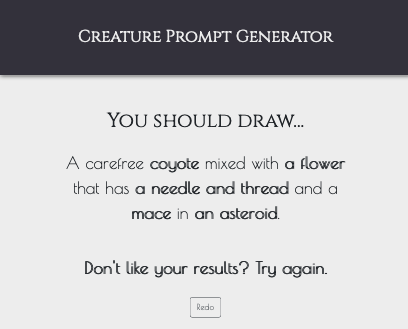 Creature Prompt Generator
You should draw...
A carefree coyote mixed with a flower
that has a needle and thread and a
mace in an asteroid.
Don't like your results? Try again.
Redo